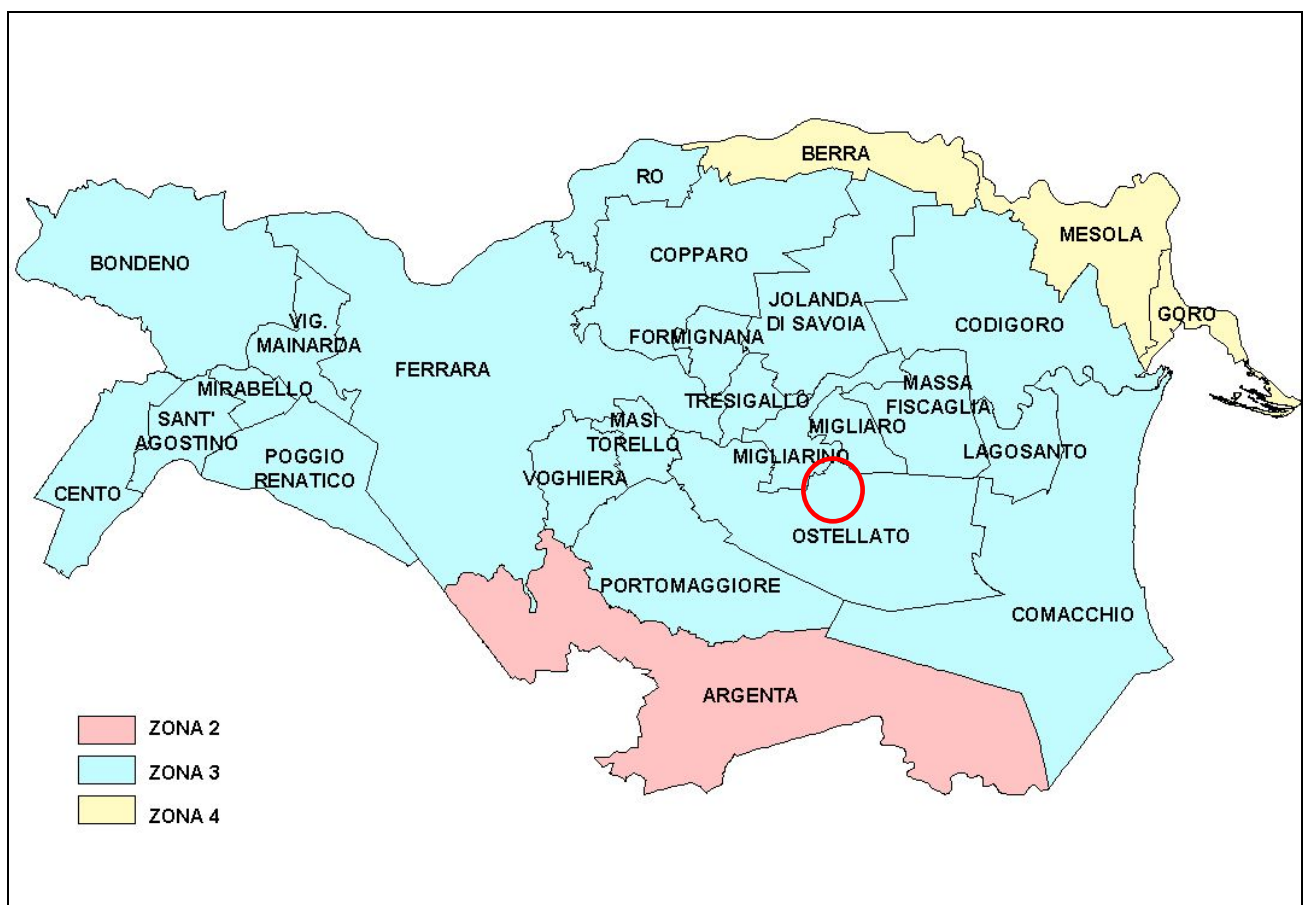 BERRA
RO
MESOLA
COPPARO
BONDENO
JOLANDA
DI SAVOIA
GORO
VIG.
MAINARDA
CODIGORO
FORMIGNANA
FERRARA
MIRABELLO
MASSA
FISCAGLIA
TRESIGALLO
SANT'
AGOSTINO
MASI
TORELLO
MIGLIARO
POGGIO
RENATICO
MIGLIARINO
LAGOSANTO
VOGHIERA
CENTO
OSTELLATO
PORTOMAGGIORE
COMACCHIO
ARGENTA
ZONA 2
ZONA 3
ZONA 4